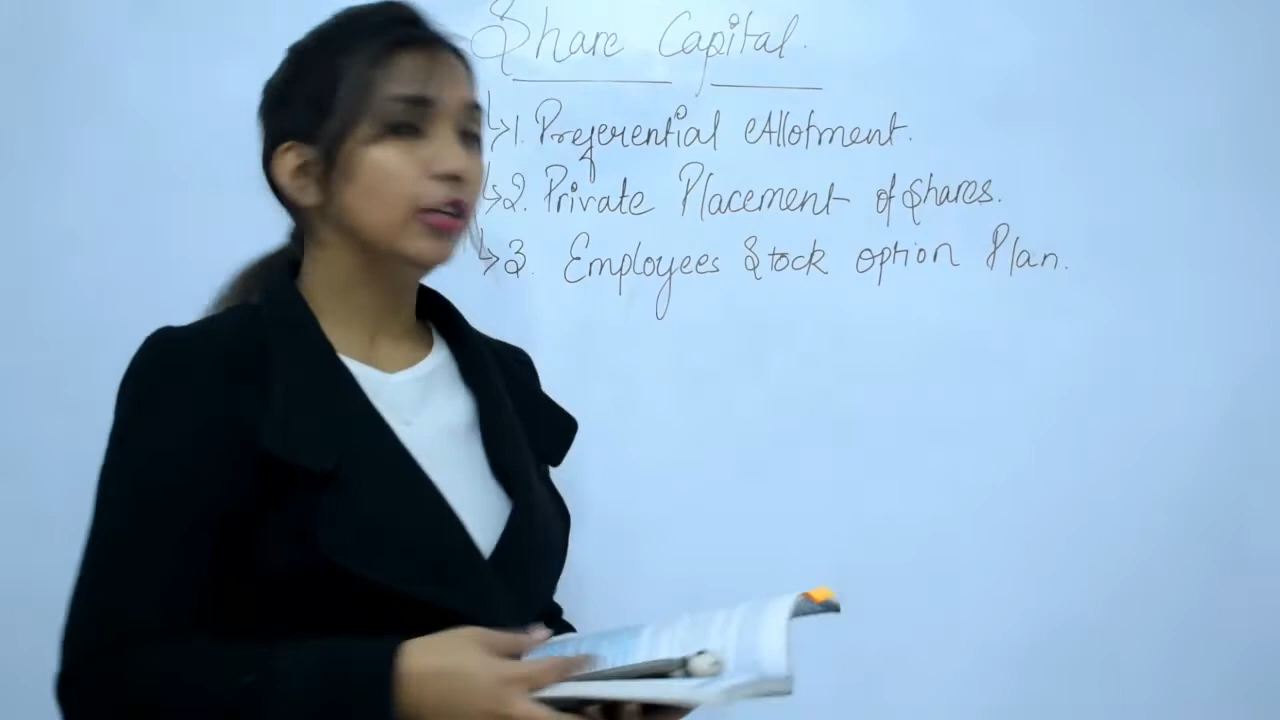 Share Capital.
1. Preferential Allotment.
2. Private Placement of Shares.
3. Employees Stock option Plan.